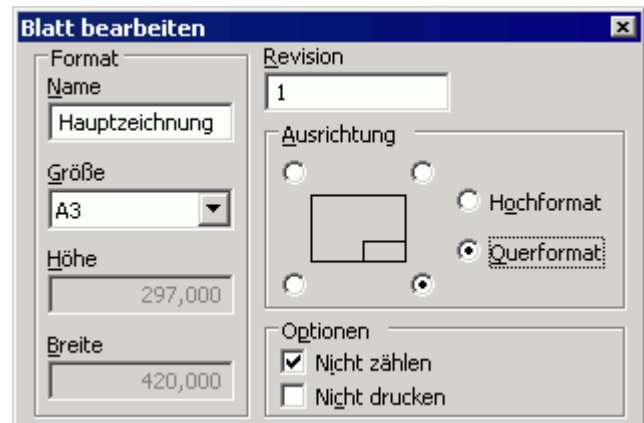 Blatt bearbeiten
Format
Name
Hauptzeichnung
Größe
A3
Höhe
297,000
Breite
420,000
Revision
1
Ausrichtung
Hochformat
Querformat
Optionen
Nicht zählen
Nicht drucken